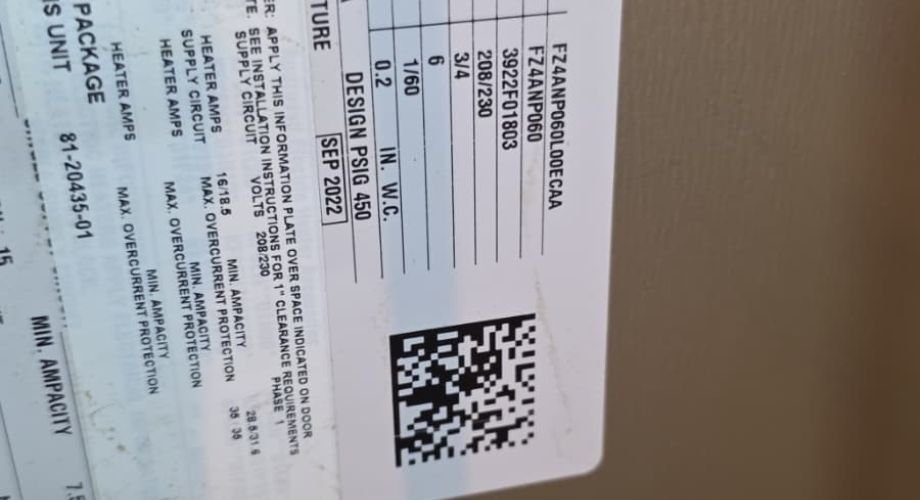 FZ4ANP060L00ECAA
FZ4ANP060
3922F01803
208/230
3/4
6
1/60
0.2 IN. W.C.
DESIGN PSIG 450
TURE SEP 2022
ER: APPLY THIS INFORMATION PLATE OVER SPACE INDICATED ON DOOR
TE. SEE INSTALLATION INSTRUCTIONS FOR 1" CLEARANCE REQUIREMENTS
SUPPLY CIRCUIT VOLTS 208/230 PHASE 1
HEATER AMPS 16/18.5 MIN. AMPACITY 28.8/31.6
MAX. OVERCURRENT PROTECTION 35 / 35
SUPPLY CIRCUIT
HEATER AMPS MIN. AMPACITY
MAX. OVERCURRENT PROTECTION
HEATER AMPS MIN. AMPACITY
MAX. OVERCURRENT PROTECTION
PACKAGE 81-20435-01
IS UNIT
MIN. AMPACITY
15